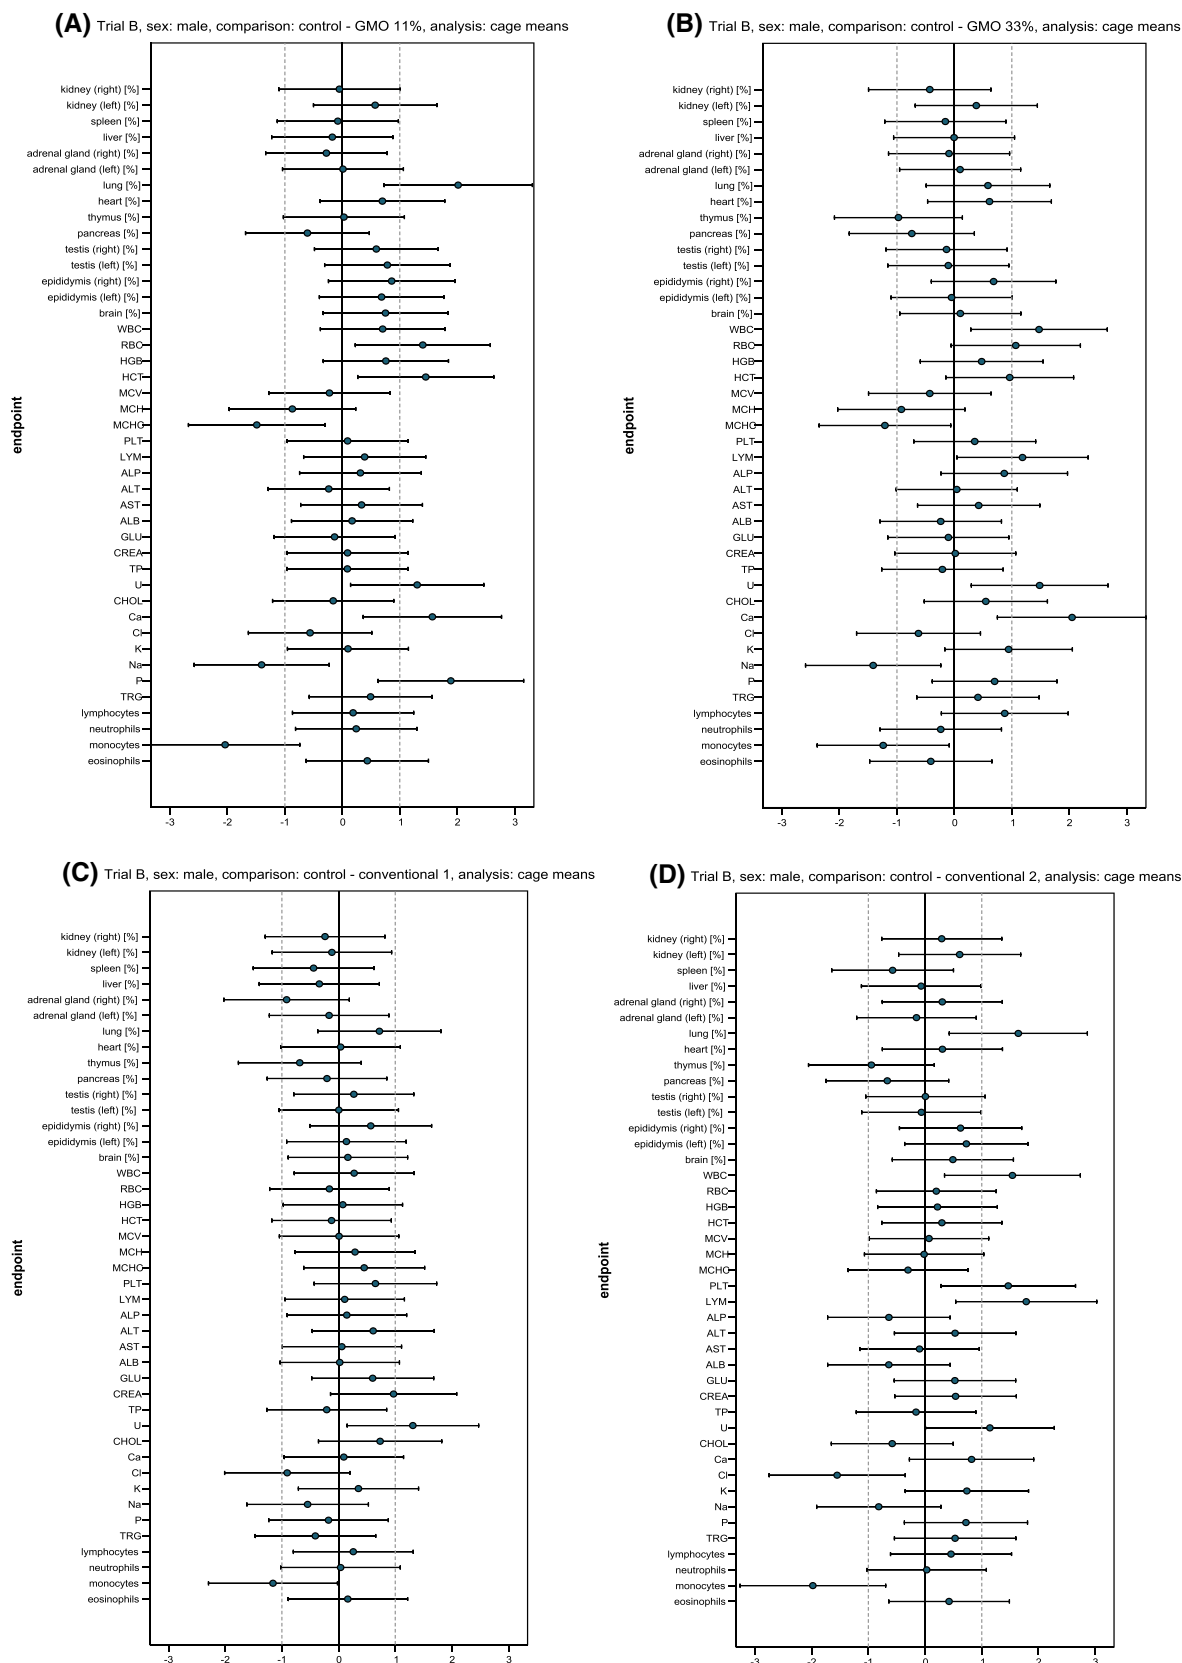 (A) Trial B, sex: male, comparison: control - GMO 11%, analysis: cage means
endpoint
kidney (right) [%]
kidney (left) [%]
spleen [%]
liver [%]
adrenal gland (right) [%]
adrenal gland (left) [%]
lung [%]
heart [%]
thymus [%]
pancreas [%]
testis (right) [%]
testis (left) [%]
epididymis (right) [%]
epididymis (left) [%]
brain [%]
WBC
RBC
HGB
HCT
MCV
MCH
MCHC
PLT
LYM
ALP
ALT
AST
ALB
GLU
CREA
TP
U
CHOL
Ca
Cl
K
Na
P
TRG
lymphocytes
neutrophils
monocytes
eosinophils
-3 -2 -1 0 1 2 3
(B) Trial B, sex: male, comparison: control - GMO 33%, analysis: cage means
endpoint
kidney (right) [%]
kidney (left) [%]
spleen [%]
liver [%]
adrenal gland (right) [%]
adrenal gland (left) [%]
lung [%]
heart [%]
thymus [%]
pancreas [%]
testis (right) [%]
testis (left) [%]
epididymis (right) [%]
epididymis (left) [%]
brain [%]
WBC
RBC
HGB
HCT
MCV
MCH
MCHC
PLT
LYM
ALP
ALT
AST
ALB
GLU
CREA
TP
U
CHOL
Ca
Cl
K
Na
P
TRG
lymphocytes
neutrophils
monocytes
eosinophils
-3 -2 -1 0 1 2 3
(C) Trial B, sex: male, comparison: control - conventional 1, analysis: cage means
endpoint
kidney (right) [%]
kidney (left) [%]
spleen [%]
liver [%]
adrenal gland (right) [%]
adrenal gland (left) [%]
lung [%]
heart [%]
thymus [%]
pancreas [%]
testis (right) [%]
testis (left) [%]
epididymis (right) [%]
epididymis (left) [%]
brain [%]
WBC
RBC
HGB
HCT
MCV
MCH
MCHC
PLT
LYM
ALP
ALT
AST
ALB
GLU
CREA
TP
U
CHOL
Ca
Cl
K
Na
P
TRG
lymphocytes
neutrophils
monocytes
eosinophils
-3 -2 -1 0 1 2 3
(D) Trial B, sex: male, comparison: control - conventional 2, analysis: cage means
endpoint
kidney (right) [%]
kidney (left) [%]
spleen [%]
liver [%]
adrenal gland (right) [%]
adrenal gland (left) [%]
lung [%]
heart [%]
thymus [%]
pancreas [%]
testis (right) [%]
testis (left) [%]
epididymis (right) [%]
epididymis (left) [%]
brain [%]
WBC
RBC
HGB
HCT
MCV
MCH
MCHC
PLT
LYM
ALP
ALT
AST
ALB
GLU
CREA
TP
U
CHOL
Ca
Cl
K
Na
P
TRG
lymphocytes
neutrophils
monocytes
eosinophils
-3 -2 -1 0 1 2 3